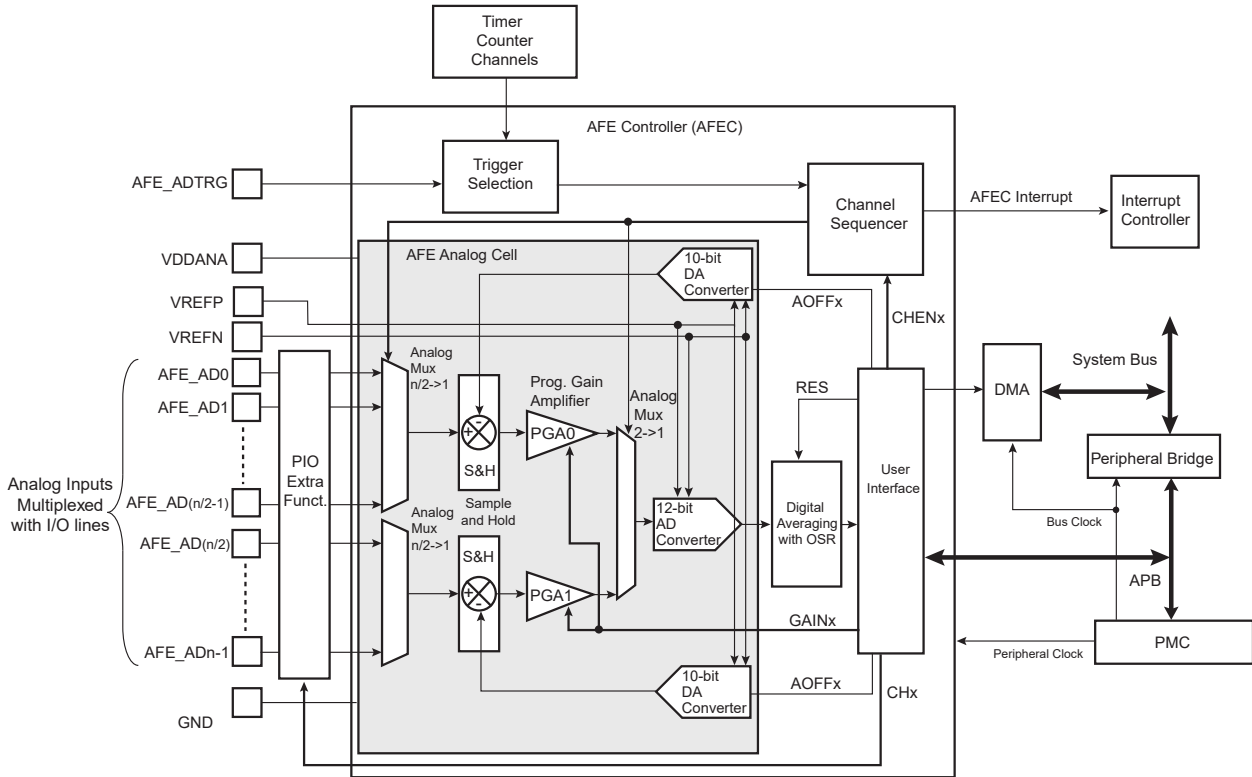 Timer
Counter
Channels
AFE Controller (AFEC)
Trigger
Selection
AFE_ADTRG
Channel
Sequencer
AFEC Interrupt
Interrupt
Controller
VDDANA
AFE Analog Cell
10-bit
DA
Converter
AOFFx
CHENx
VREFP
VREFN
Analog
Mux
n/2->1
System Bus
AFE_AD0
AFE_AD1
Prog. Gain
Amplifier
Analog
Mux
2->1
RES
DMA
+
-
S&H
PGA0
PIO
Extra
Funct.
User
Interface
Peripheral Bridge
Analog Inputs
Multiplexed
with I/O lines
AFE_AD(n/2-1)
AFE_AD(n/2)
Sample
and Hold
Analog
Mux
n/2->1
12-bit
AD
Converter
Digital
Averaging
with OSR
Bus Clock
S&H
+
-
PGA1
APB
GAINx
AFE_ADn-1
Peripheral Clock
PMC
10-bit
DA
Converter
AOFFx
CHx
GND